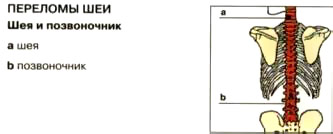 ПЕРЕЛОМЫ ШЕИ
Шея и позвоночник
a шея
b позвоночник
a
b